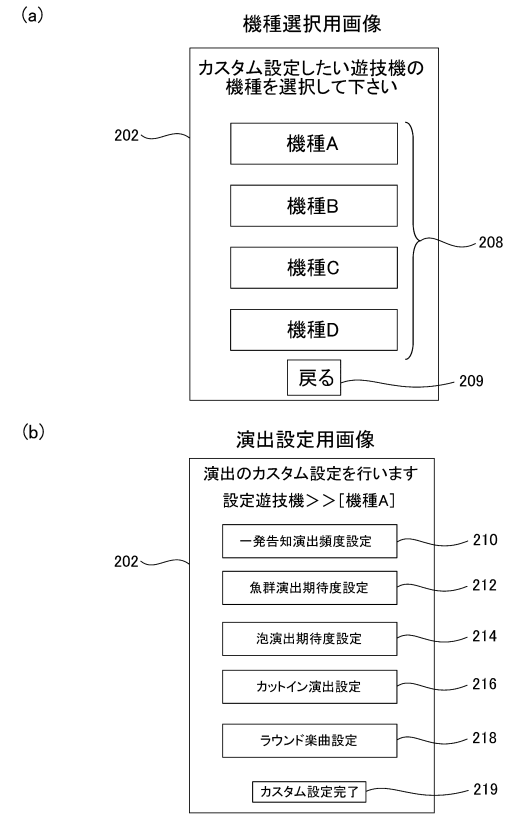 (a)
機種選択用画像
カスタム設定したい遊技機の
機種を選択して下さい
202
機種A
機種B
機種C
機種D
208
戻る
209
(b)
演出設定用画像
演出のカスタム設定を行います
設定遊技機>>[機種A]
202
一発告知演出頻度設定
210
魚群演出期待度設定
212
泡演出期待度設定
214
カットイン演出設定
216
ラウンド楽曲設定
218
カスタム設定完了
219